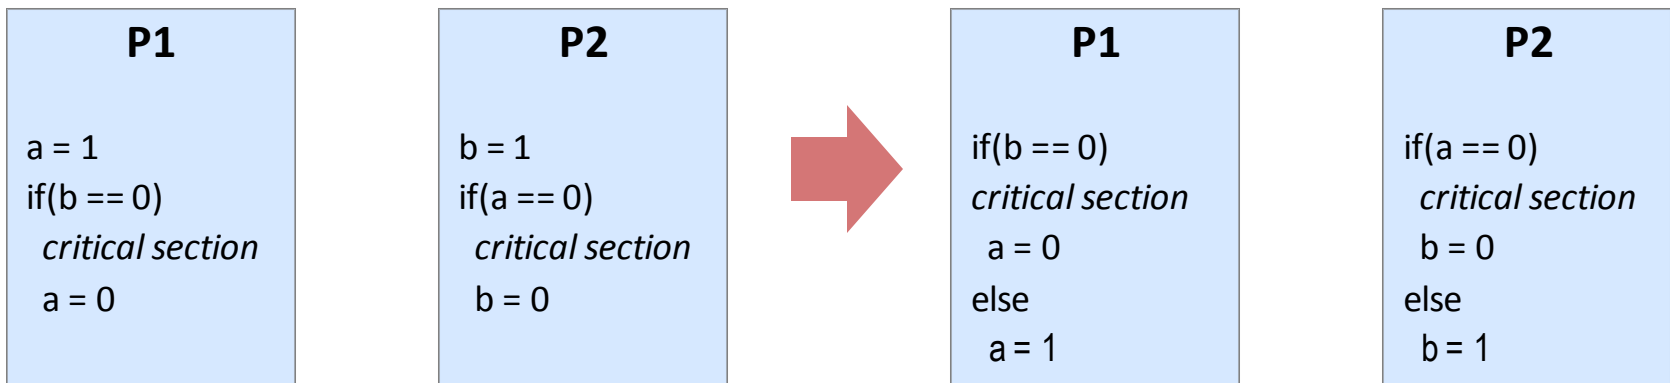 P1
a = 1
if(b == 0)
critical section
a = 0
P2
b = 1
if(a == 0)
critical section
b = 0
P1
if(b == 0)
critical section
a = 0
else
a = 1
P2
if(a == 0)
critical section
b = 0
else
b = 1